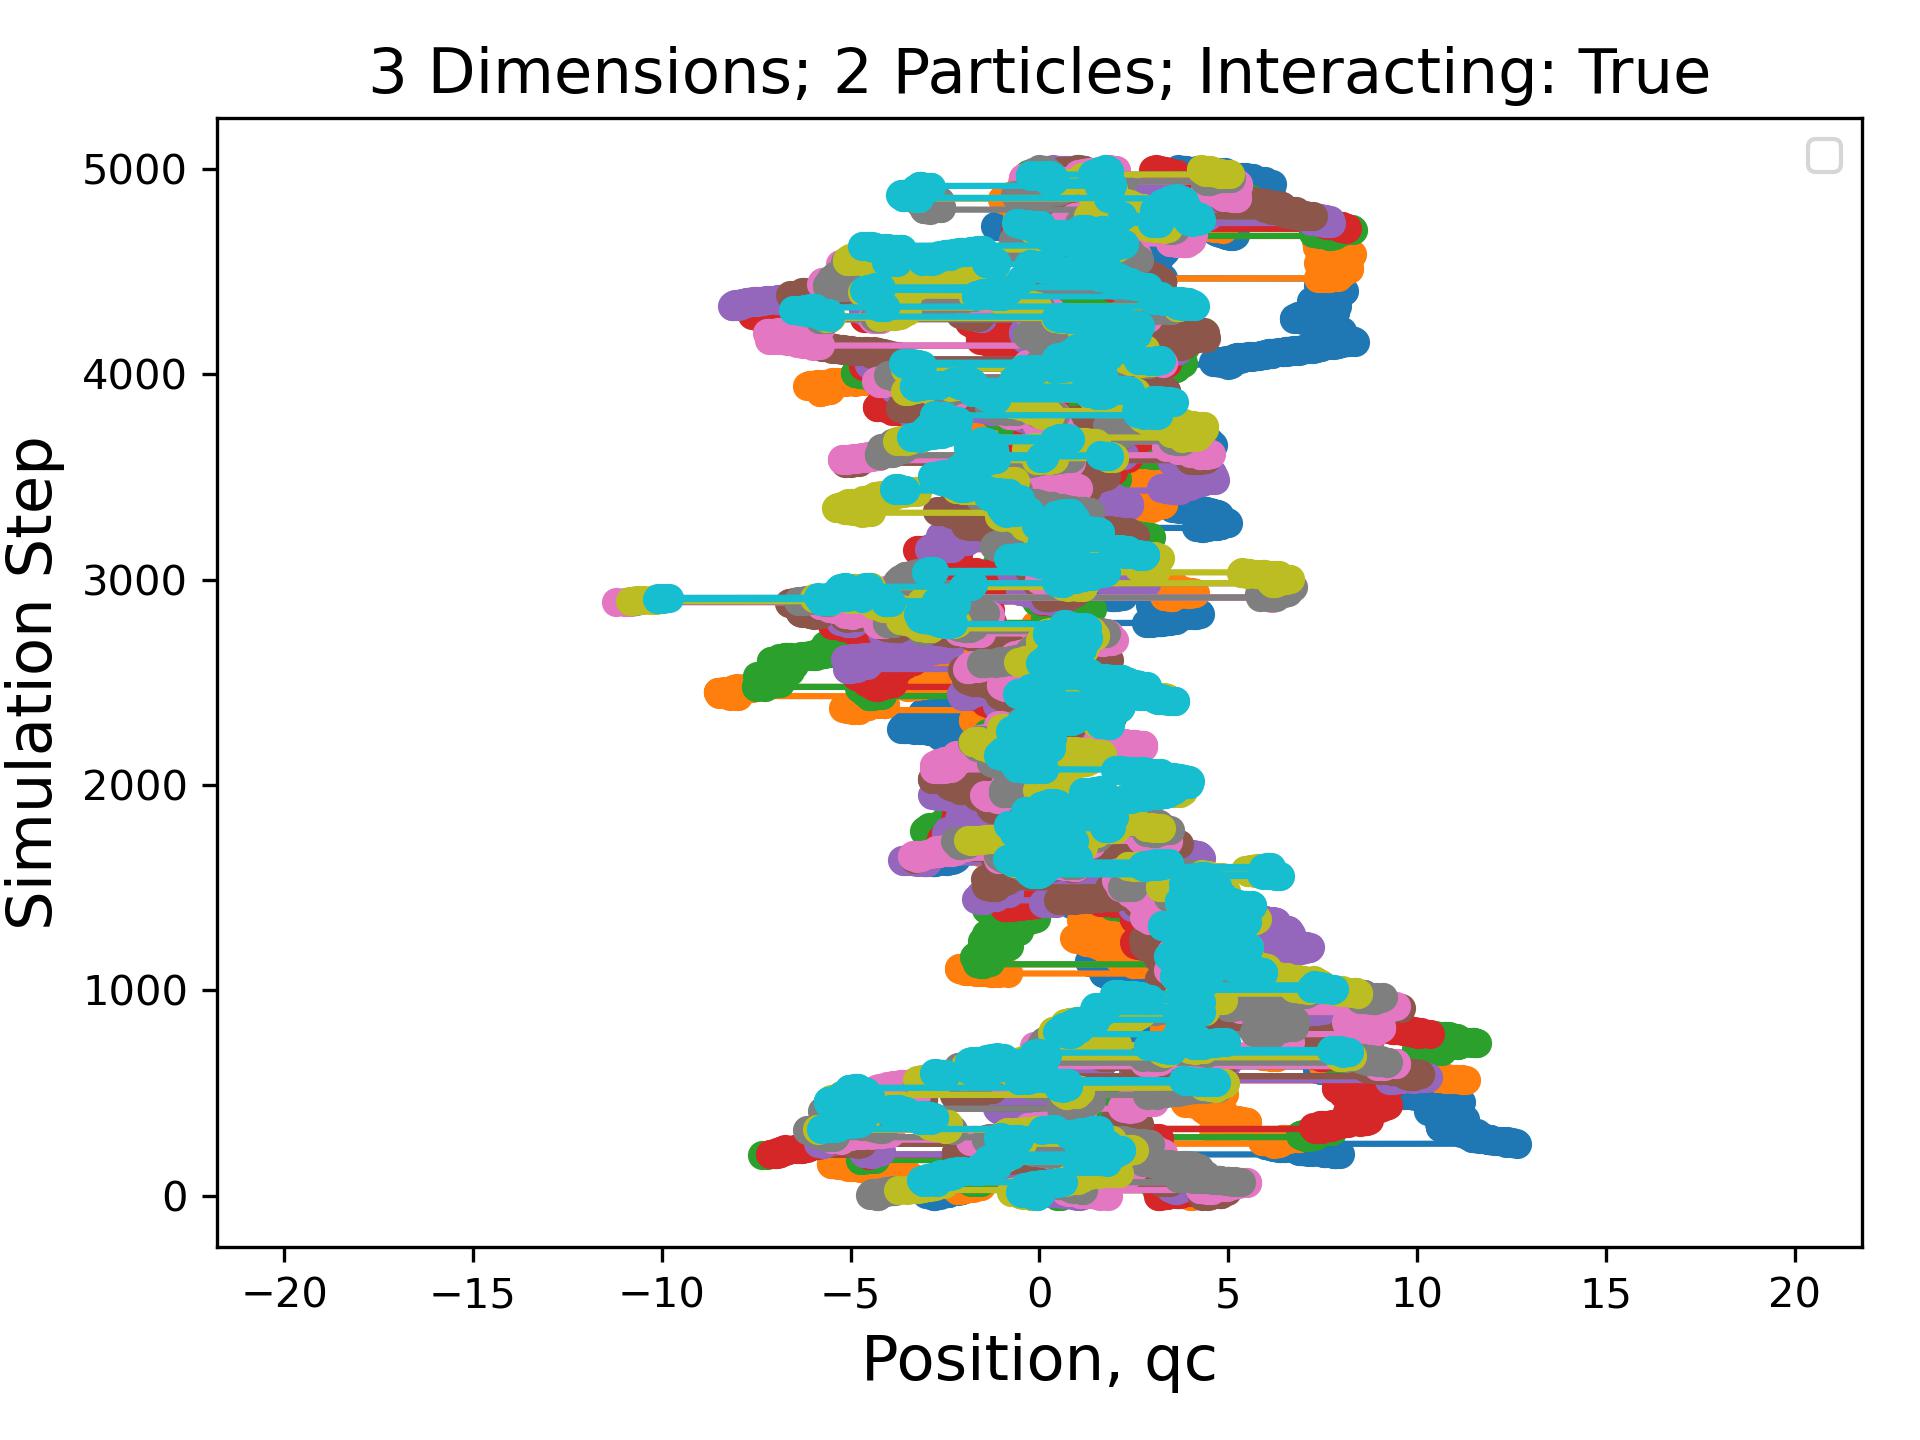 3 Dimensions; 2 Particles; Interacting: True
Simulation Step
5000
4000
3000
2000
1000
0
−20 −15 −10 −5 0 5 10 15 20
Position, qc